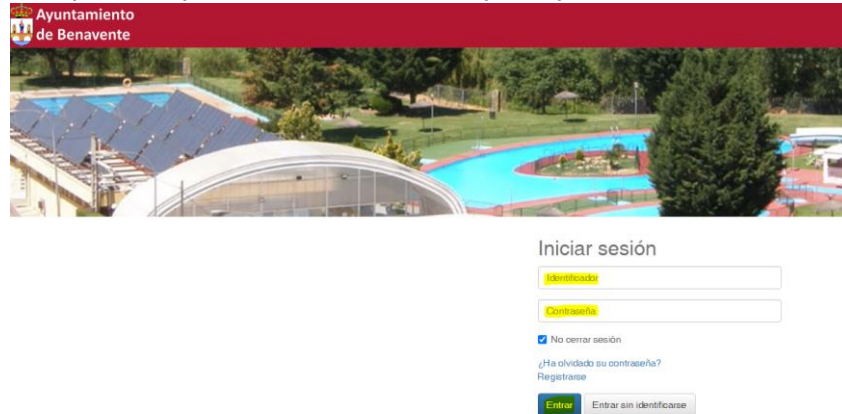 Ayuntamiento
de Benavente
Iniciar sesión
Identificador
Contraseña
No cerrar sesión
¿Ha olvidado su contraseña?
Registrarse
Entrar Entrar sin identificarse